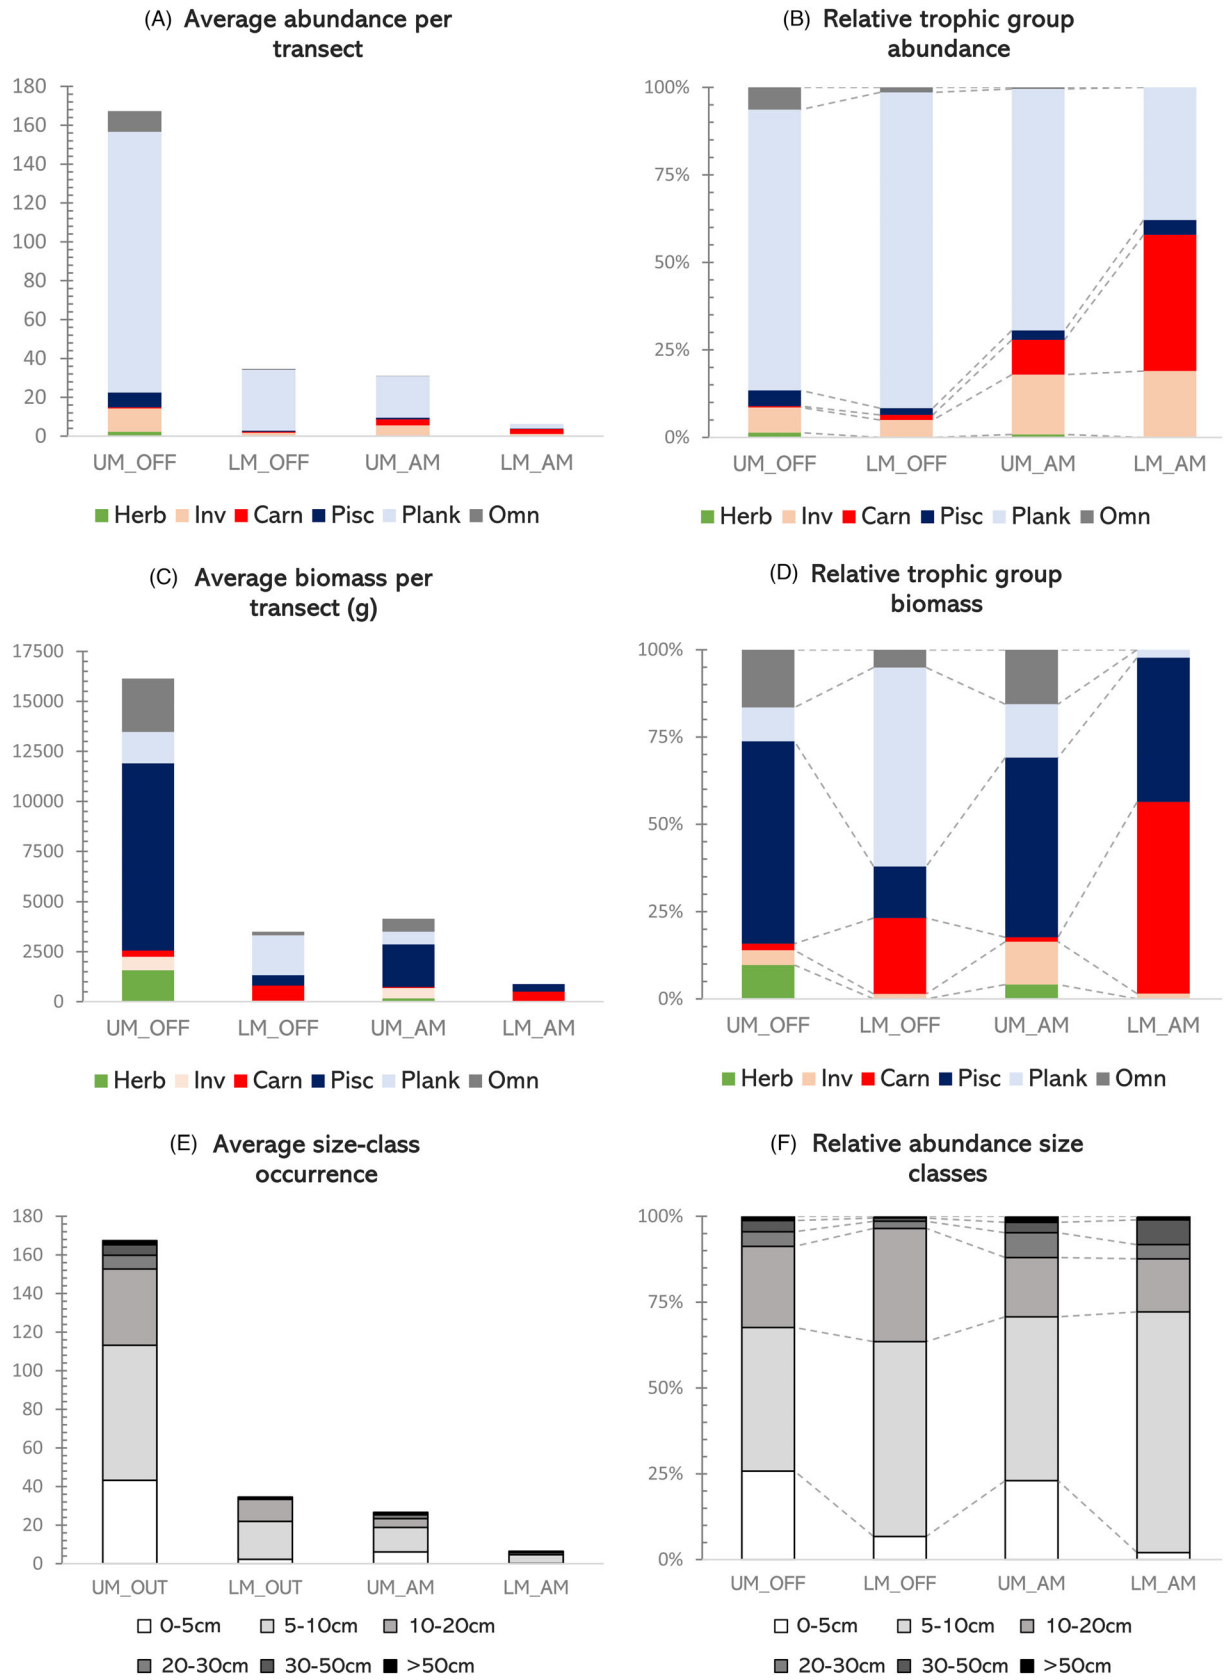 (A) Average abundance per
transect
180
160
140
120
100
80
60
40
20
0
UM_OFF LM_OFF UM_AM LM_AM
Herb Inv Carn Pisc Plank Omn
(B) Relative trophic group
abundance
100%
75%
50%
25%
0%
UM_OFF LM_OFF UM_AM LM_AM
Herb Inv Carn Pisc Plank Omn
(C) Average biomass per
transect (g)
17500
15000
12500
10000
7500
5000
2500
0
UM_OFF LM_OFF UM_AM LM_AM
Herb Inv Carn Pisc Plank Omn
(D) Relative trophic group
biomass
100%
75%
50%
25%
0%
UM_OFF LM_OFF UM_AM LM_AM
Herb Inv Carn Pisc Plank Omn
(E) Average size-class
occurrence
180
160
140
120
100
80
60
40
20
0
UM_OUT LM_OUT UM_AM LM_AM
0-5cm 5-10cm 10-20cm
20-30cm 30-50cm >50cm
(F) Relative abundance size
classes
100%
75%
50%
25%
0%
UM_OFF LM_OFF UM_AM LM_AM
0-5cm 5-10cm 10-20cm
20-30cm 30-50cm >50cm